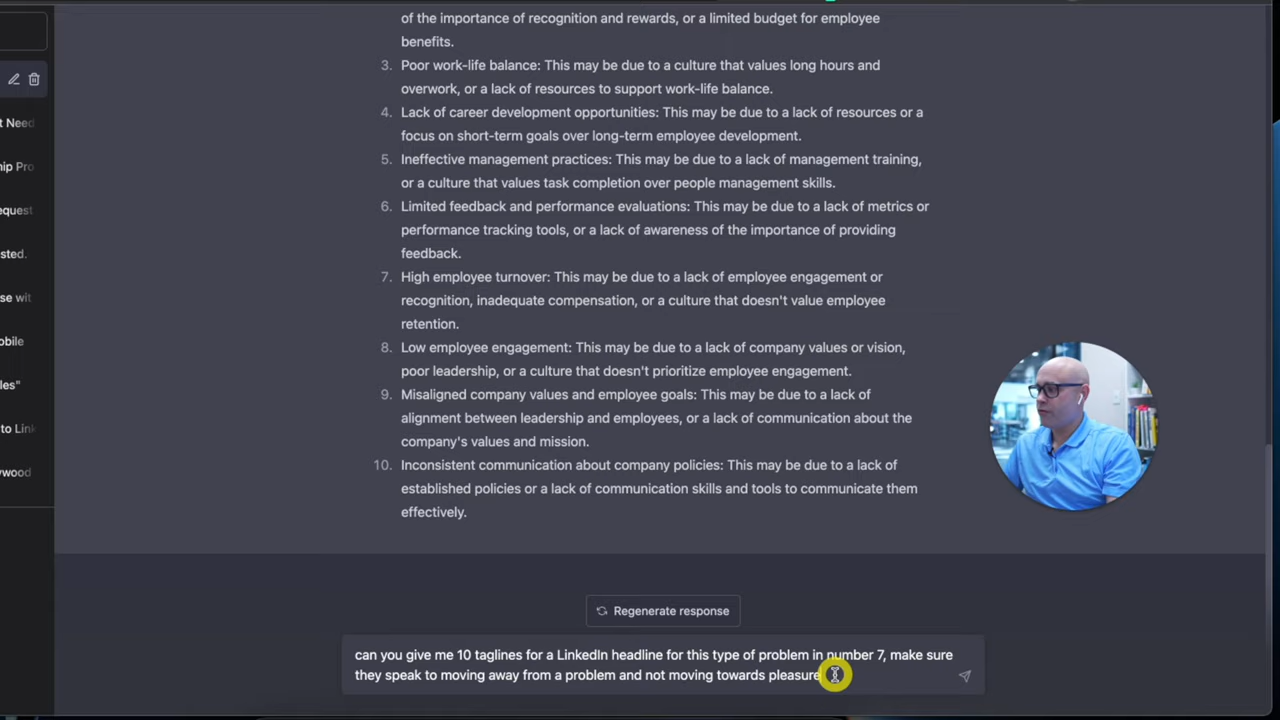 of the importance of recognition and rewards, or a limited budget for employee
benefits.
3. Poor work-life balance: This may be due to a culture that values long hours and
overwork, or a lack of resources to support work-life balance.
t Need
4. Lack of career development opportunities: This may be due to a lack of resources or a
focus on short-term goals over long-term employee development.
ship Pro
5. Ineffective management practices: This may be due to a lack of management training,
or a culture that values task completion over people management skills.
equest
6. Limited feedback and performance evaluations: This may be due to a lack of metrics or
performance tracking tools, or a lack of awareness of the importance of providing
feedback.
sted.
7. High employee turnover: This may be due to a lack of employee engagement or
recognition, inadequate compensation, or a culture that doesn't value employee
retention.
se wit
obile
8. Low employee engagement: This may be due to a lack of company values or vision,
poor leadership, or a culture that doesn't prioritize employee engagement.
les"
9. Misaligned company values and employee goals: This may be due to a lack of
alignment between leadership and employees, or a lack of communication about the
company's values and mission.
to Link
10. Inconsistent communication about company policies: This may be due to a lack of
established policies or a lack of communication skills and tools to communicate them
effectively.
ywood
Regenerate response
can you give me 10 taglines for a LinkedIn headline for this type of problem in number 7, make sure
they speak to moving away from a problem and not moving towards pleasure